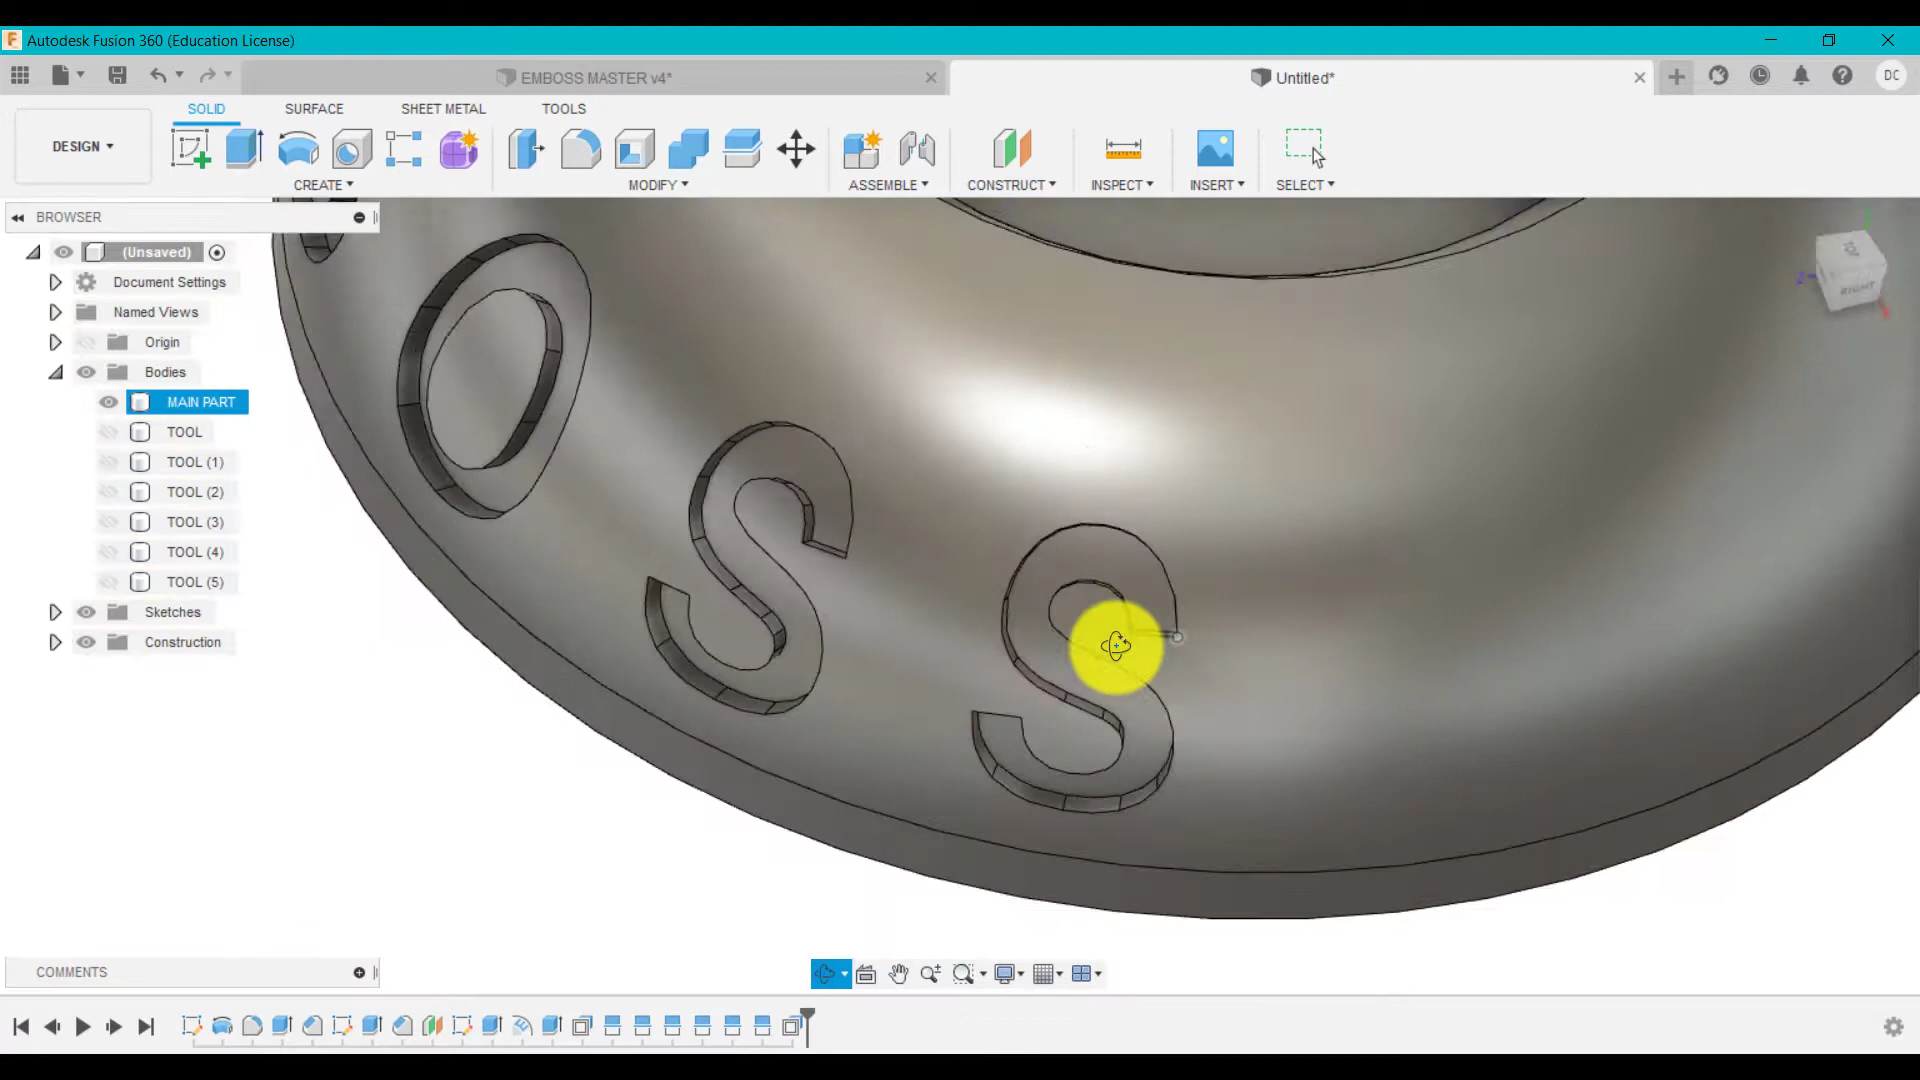 Autodesk Fusion 360 (Education License)
EMBOSS MASTER v4*
Untitled*
DC
DESIGN
SOLID
SURFACE
SHEET METAL
TOOLS
CREATE
MODIFY
ASSEMBLE
CONSTRUCT
INSPECT
INSERT
SELECT
BROWSER
(Unsaved)
Document Settings
Named Views
Origin
Bodies
MAIN PART
TOOL
TOOL (1)
TOOL (2)
TOOL (3)
TOOL (4)
TOOL (5)
Sketches
Construction
O S S
Z
RIGHT
COMMENTS